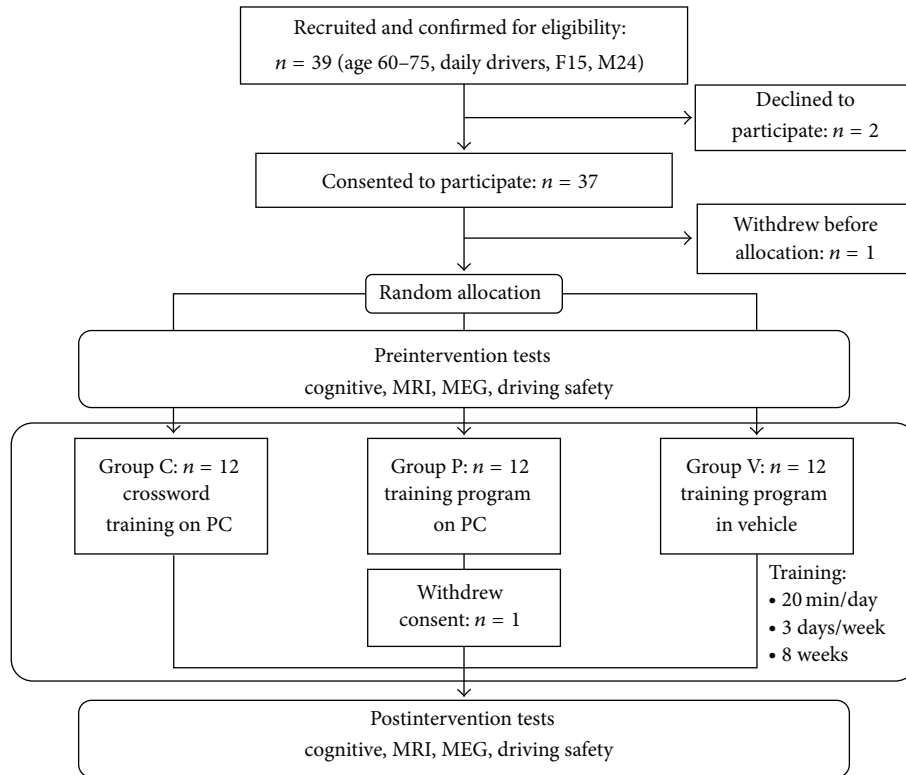 Recruited and confirmed for eligibility:
n = 39 (age 60–75, daily drivers, F15, M24)
Declined to
participate: n = 2
Consented to participate: n = 37
Withdrew before
allocation: n = 1
Random allocation
Preintervention tests
cognitive, MRI, MEG, driving safety
Group C: n = 12
crossword
training on PC
Group P: n = 12
training program
on PC
Group V: n = 12
training program
in vehicle
Withdrew
consent: n = 1
Training:
• 20 min/day
• 3 days/week
• 8 weeks
Postintervention tests
cognitive, MRI, MEG, driving safety